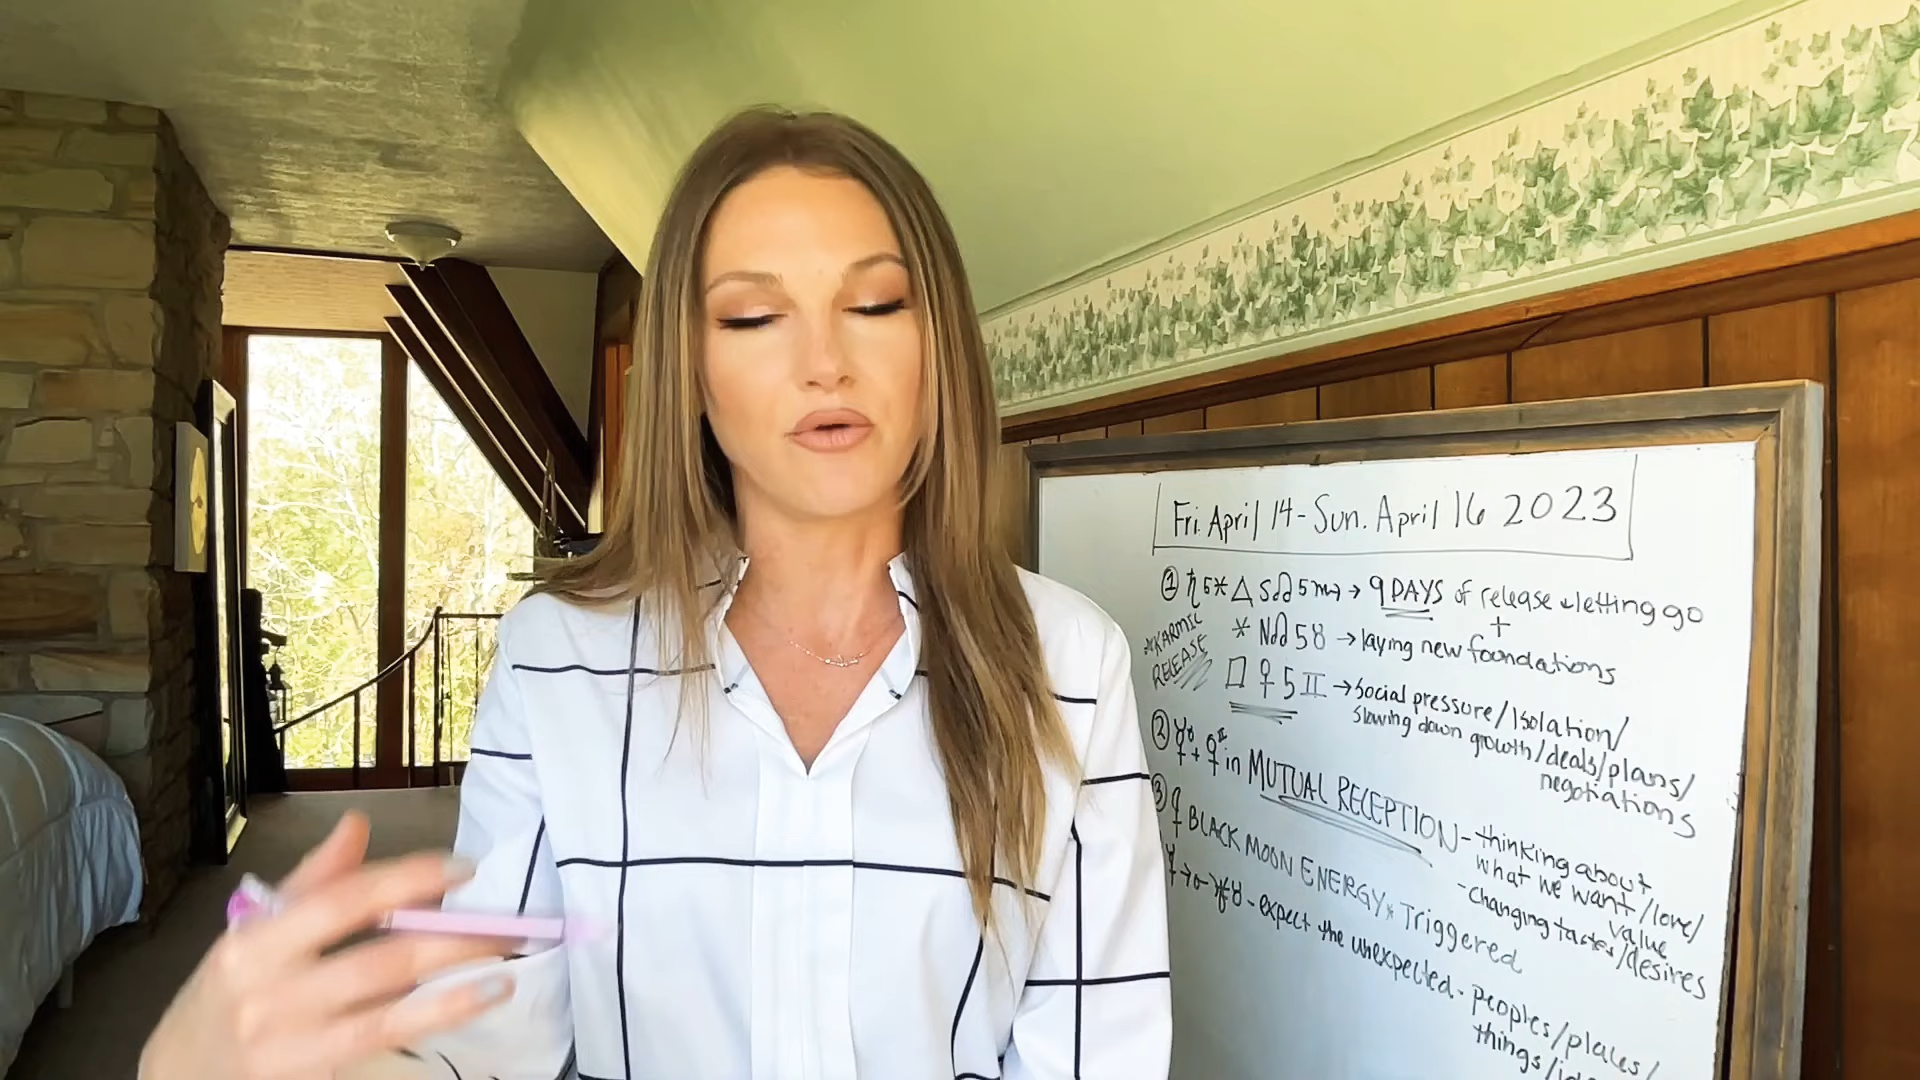 Fri. April 14 - Sun. April 16 2023
① ♄ 5° ♓ △ S☊ 5 ♏ → 9 DAYS of release + letting go
+
*KARMIC RELEASE
⚹ N☊ 5♉ → laying new foundations
□ ♀ 5 ♊ → Social pressure/Isolation/
Slowing down growth/deals/plans/
negotiations
② ☿♉ + ♀♊ in MUTUAL RECEPTION - thinking about
what we want/love/
value
- changing tastes/desires
③ ♀ BLACK MOON ENERGY * Triggered
☿ → ☌ ♅ ♉ - expect the unexpected - peoples/places/
things/